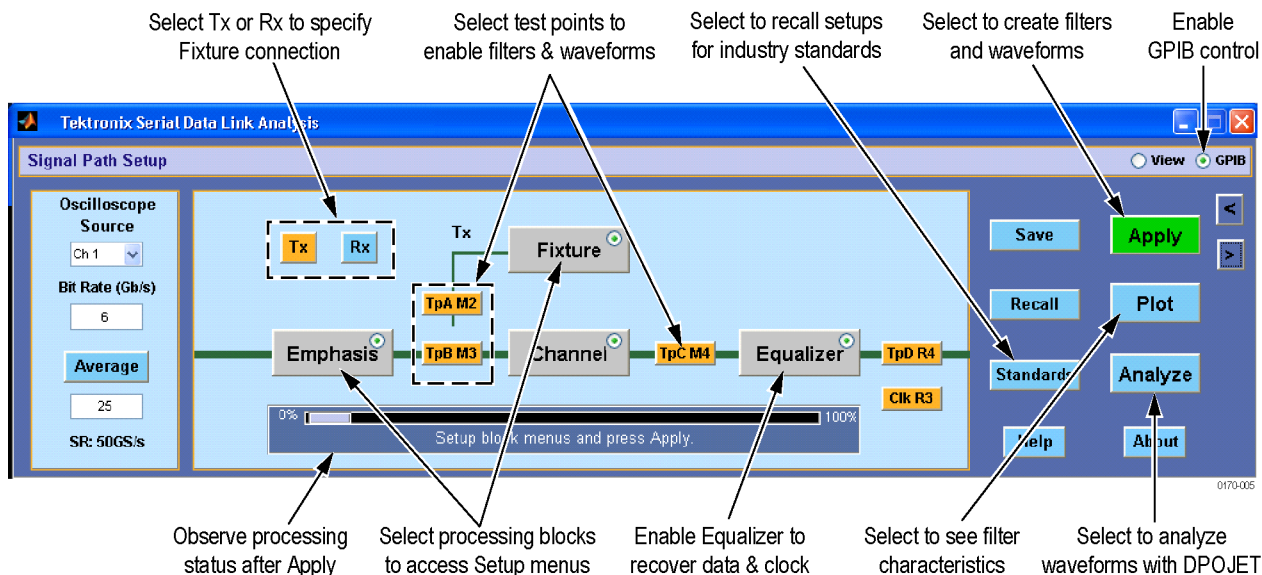 Select Tx or Rx to specify
Fixture connection
Select test points to
enable filters & waveforms
Select to recall setups
for industry standards
Select to create filters
and waveforms
Enable
GPIB control
Tektronix Serial Data Link Analysis
Signal Path Setup
View
GPIB
Oscilloscope
Source
Ch 1
Bit Rate (Gb/s)
6
Average
25
SR: 50GS/s
Tx
Rx
Tx
Fixture
TpA M2
Emphasis
TpB M3
Channel
TpC M4
Equalizer
TpD R4
Clk R3
0%
100%
Setup block menus and press Apply.
Save
Apply
<
>
Recall
Plot
Standards
Analyze
Help
About
0170-005
Observe processing
status after Apply
Select processing blocks
to access Setup menus
Enable Equalizer to
recover data & clock
Select to see filter
characteristics
Select to analyze
waveforms with DPOJET